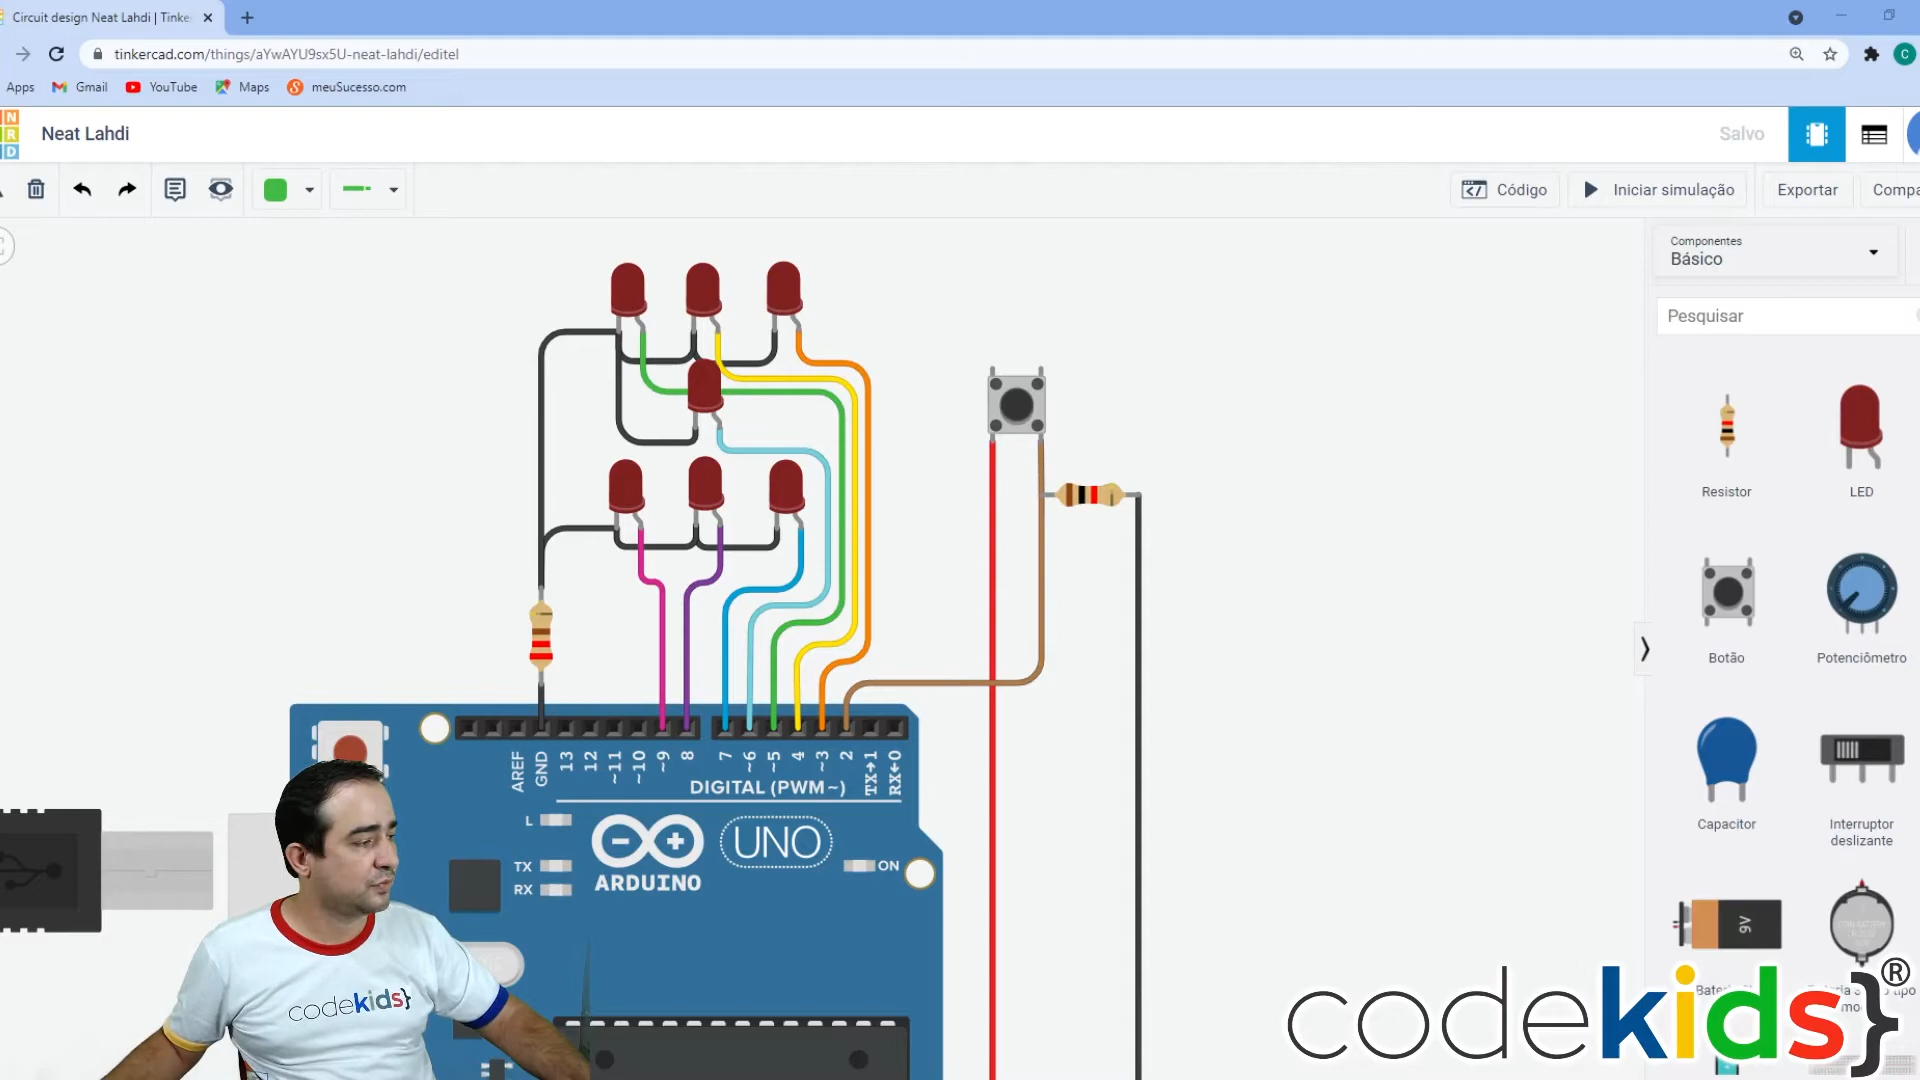 Circuit design Neat Lahdi | Tinke
tinkercad.com/things/aYwAYU9sx5U-neat-lahdi/editel
C
Apps
Gmail
YouTube
Maps
meuSucesso.com
N
R
D
Neat Lahdi
Salvo
Código
Iniciar simulação
Exportar
Compa
Componentes
Básico
Pesquisar
Resistor
LED
Botão
Potenciômetro
Capacitor
Interruptor
deslizante
9V
AREF
GND
13
12
~11
~10
~9
8
7
~6
~5
4
~3
2
TX→1
RX←0
DIGITAL (PWM~)
L
TX
RX
ARDUINO
UNO
ON
codekids}
codekids}®